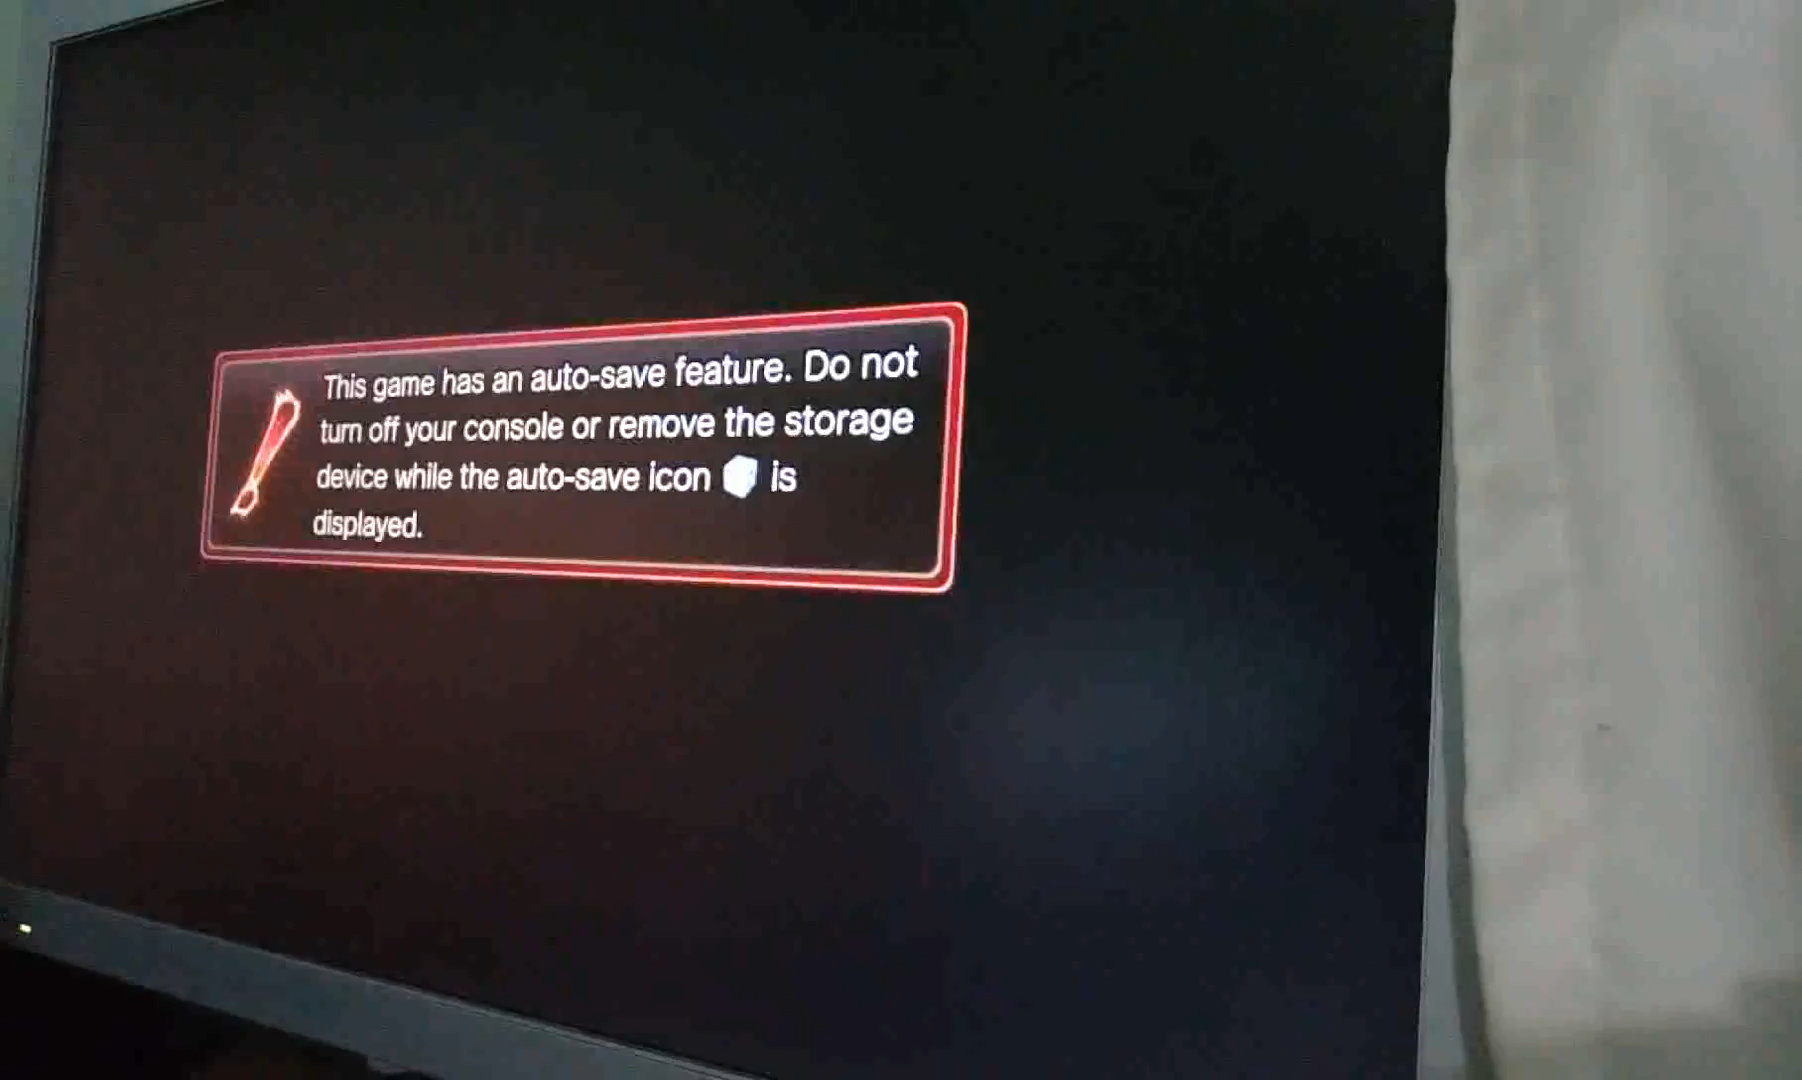 This game has an auto-save feature. Do not
turn off your console or remove the storage
device while the auto-save icon is
displayed.